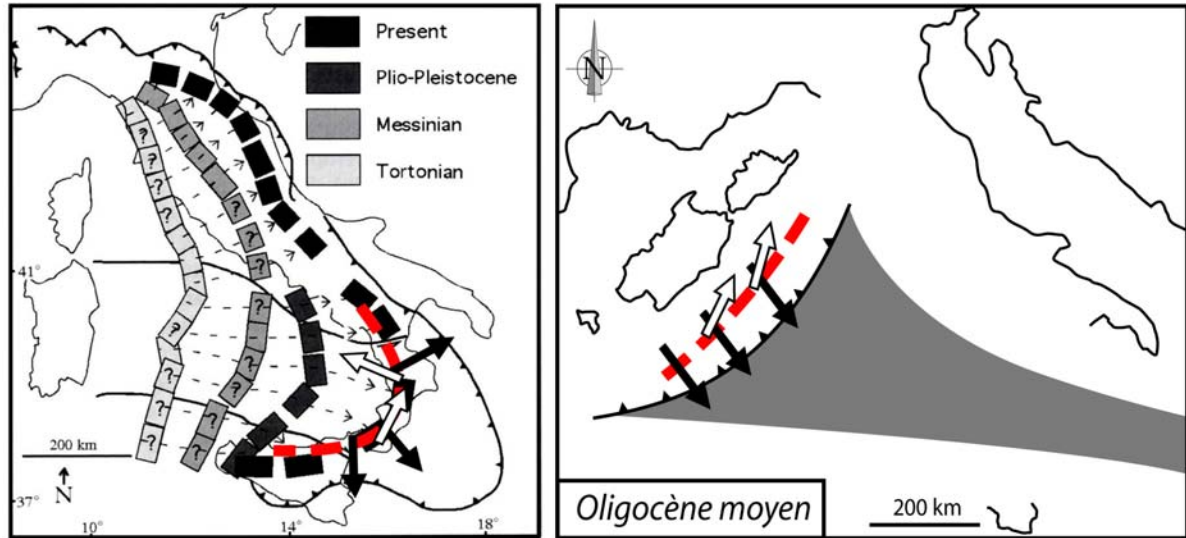 Present
Plio-Pleistocene
Messinian
Tortonian
? ? ? ? ? ? ? ? ? ?
? ? ? ? ?
41°
200 km
N
37°
10°
14°
18°
N
Oligocène moyen
200 km